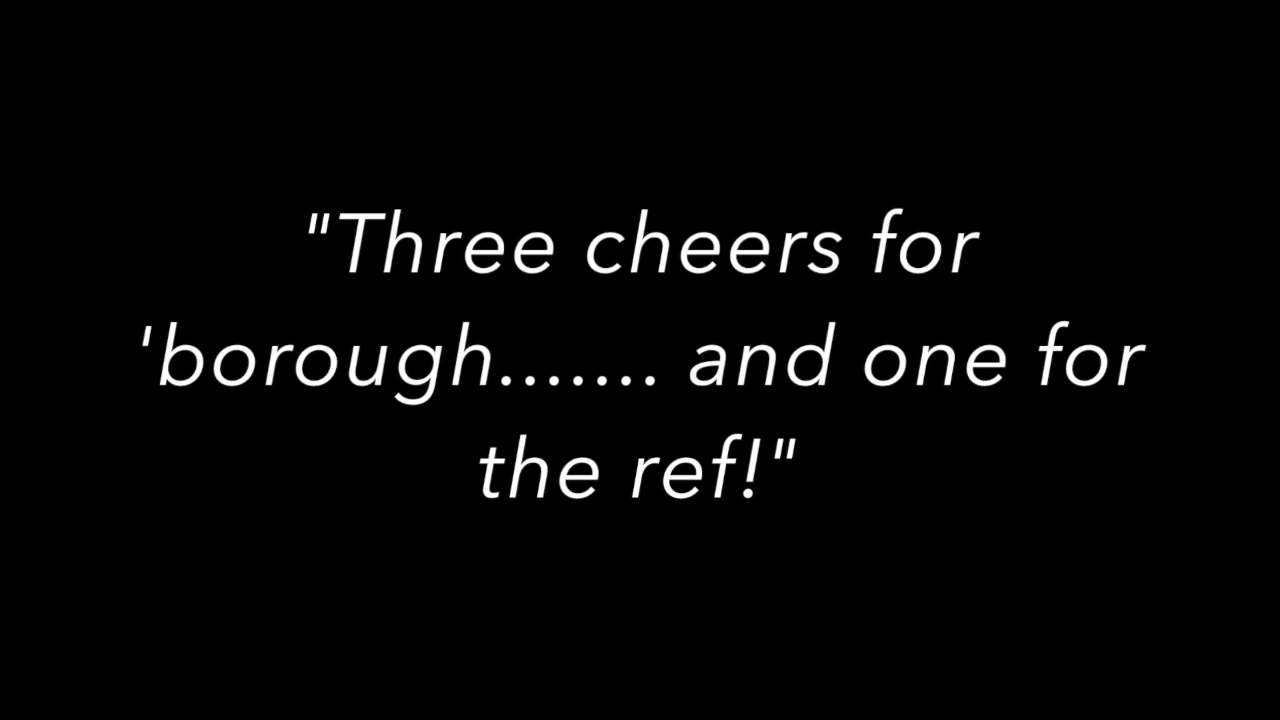 "Three cheers for
'borough....... and one for
the ref!"